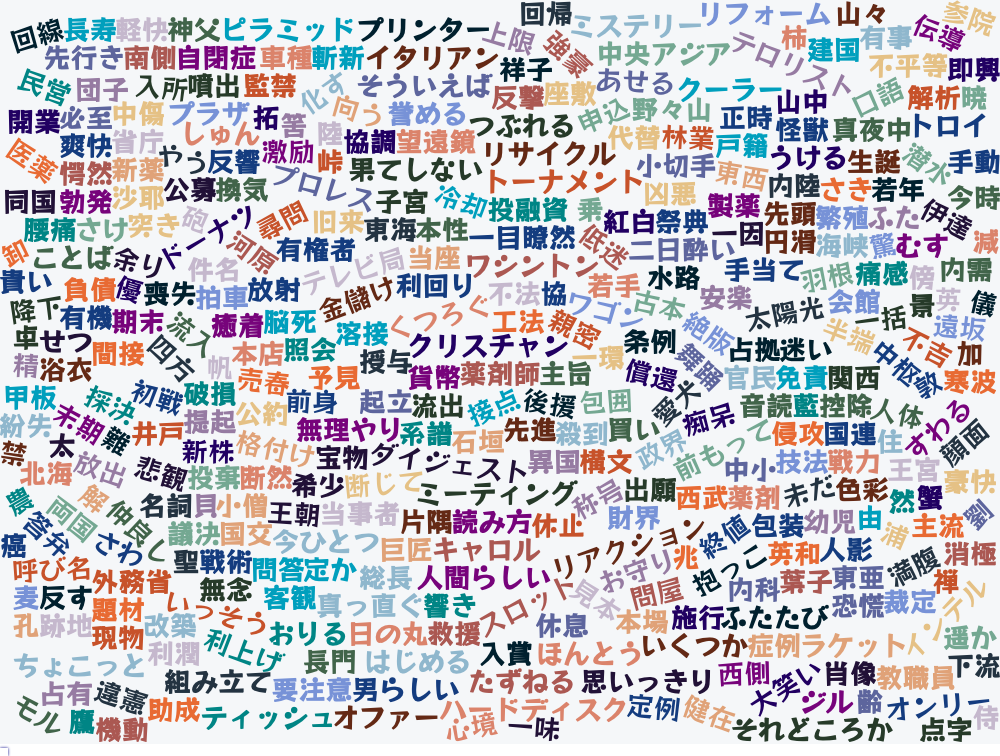 回線 長寿 軽快 神父 ピラミッド プリンター 上限 回帰 ミステリー リフォーム 山々 有事 伝導 参院
先行き 南側 自閉症 車種 斬新 イタリアン 祥子 強豪 中央アジア テロリスト 柿 建国 不平等 即興
民営 団子 入所 噴出 監禁 化す そういえば 反撃 座敷 あせる クーラー 山中 口語 解析 暁
開業 必至 中傷 プラザ 拓 筈 向う 誉める つぶれる 申込 野々山 正時 怪獣 真夜中 トロイ
爽快 省庁 しゅん 陸 協調 望遠鏡 リサイクル 代替 林業 戸籍
医薬 愕然 新薬 やう 反響 激励 峠 果てしない 小切手 東西 うける 生誕 潜水 手動
同国 勃発 沙耶 公募 換気 プロレス 子宮 冷却 トーナメント 凶悪 内陸 さき 若年 今時
腰痛 さけ 突き 砲 ドーナツ 尋問 旧来 東海 本性 投融資 乗 紅白 祭典 製薬 先頭 繁殖 ふた 伊達
卸 ことば 余り 河原 有権者 一目瞭然 低迷 二日酔い 一因 円滑 海峡 驚 むす 減
貴い 件名 テレビ局 当座 ワシントン 若手 水路 手当て 羽根 痛感 傍 内需
負債 優 喪失 拍車 放射 金儲け 利回り 不法 協 ワゴン 古本 安楽 太陽光 会館 一括 景 英 儀
降下 有機 期末 流入 癒着 脳死 溶接 くつろぐ 工法 親密 絶版 半端 遠坂
卓 せつ 間接 四方 本店 照会 授与 クリスチャン 一環 条例 舞踊 占拠 迷い 中枢 不吉 加
精 浴衣 帆 売春 予見 貨幣 薬剤師 主旨 償還 官民 免責 関西 敦 寒波
甲板 採決 初戦 破損 公約 前身 起立 流出 接点 後援 包囲 愛犬 痴呆 音読 藍 控除 人体 すわる
紛失 末期 難 井戸 提起 無理やり 系譜 石垣 先進 殺到 買い 政界 前もって 侵攻 国連 住 顔面
禁 太 新株 格付け 宝物 ダイジェスト 異国 横文 中小 技法 戦力 王宮
北海 放出 悲観 投棄 断然 希少 断じて ミーティング 称号 出願 西武 薬剤 未だ 色彩 然 蟹 豪快
農 両国 解 仲良く 名詞 貝 小僧 王朝 当事者 片隅 読み方 休止 財界 終値 包装 幼児 由 浦 主流 劉
癌 答弁 さわ 議決 国交 今ひとつ 巨匠 キャロル リアクション 兆 英和 人影 満腹 消極
呼び名 外務省 聖 戦術 問答 定か 総長 人間らしい お守り 問屋 抱っこ 内科 葉子 東亜 禅
麦 反す 題材 無念 客観 真っ直ぐ 響き スロット 見本 恐慌 裁定
孔 跡地 現物 改築 いっそう おりる 日の丸 救援 休息 本場 施行 ふたたび
ちょこっと 利潤 利上げ 長門 はじめる 入賞 ほんとう いくつか 症例 ラケット 遥か
占有 違憲 組み立て 要注意 男らしい たずねる 思いっきり 西側 大笑い 肖像 教職員 下流
モル 鷹 機動 助成 ティッシュ オファー ハードディスク 定例 健在 ジル 齢 オンリー 侍
心境 一味 それどころか 点字